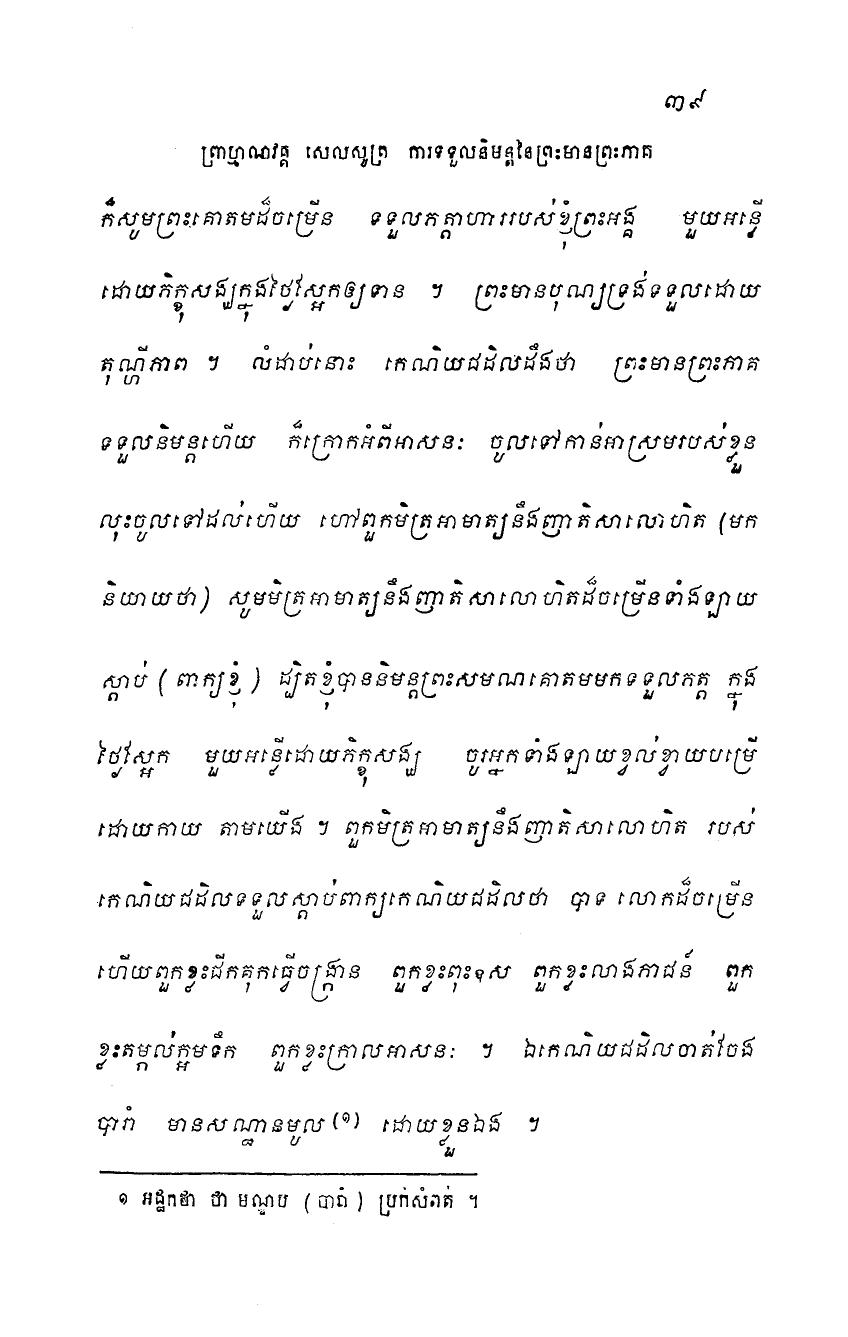 ៣៩
ព្រាហ្មណវគ្គ សេលសូត្រ ការទទួលនិមន្តនៃព្រះមានព្រះភាគ
ក៏សូមព្រះគោតមដ៏ចម្រើន ទទួលភត្តាហាររបស់ខ្ញុំព្រះអង្គ មួយអន្ទើ
ដោយភិក្ខុសង្ឃក្នុងថ្ងៃស្អែកឲ្យទាន ។ ព្រះមានបុណ្យទ្រង់ទទួលដោយ
តុណ្ហីភាព ។ លំដាប់នោះ កេណិយជដិលដឹងថា ព្រះមានព្រះភាគ
ទទួលនិមន្តហើយ ក៏ក្រោកអំពីអាសនៈ ចូលទៅកាន់អាស្រមរបស់ខ្លួន
លុះចូលទៅដល់ហើយ ហៅពួកមិត្រអាមាត្យនឹងញាតិសាលោហិត (មក
និយាយថា) សូមមិត្រអាមាត្យនឹងញាតិសាលោហិតដ៏ចម្រើនទាំងឡាយ
ស្តាប់ (ពាក្យខ្ញុំ) ដ្បិតខ្ញុំបាននិមន្តព្រះសមណគោតមមកទទួលភត្ត ក្នុង
ថ្ងៃស្អែក មួយអន្ទើដោយភិក្ខុសង្ឃ ចូរអ្នកទាំងឡាយខ្វល់ខ្វាយបម្រើ
ដោយកាយ តាមយើង ។ ពួកមិត្រអាមាត្យនឹងញាតិសាលោហិត របស់
កេណិយជដិលទទួលស្តាប់ពាក្យកេណិយជដិលថា បាទ លោកដ៏ចម្រើន
ហើយពួកខ្លះជីកគុកធ្វើចង្ក្រាន ពួកខ្លះពុះឧស ពួកខ្លះលាងភាជន៍ ពួក
ខ្លះតម្កល់ក្អមទឹក ពួកខ្លះក្រាលអាសនៈ ។ ឯកេណិយជដិលចាត់ចែង
បារាំ មានសណ្ឋានមូល (១) ដោយខ្លួនឯង ។
១ អដ្ឋកថា ថា មណ្ឌប (បារាំ) ប្រក់សំពត់ ។